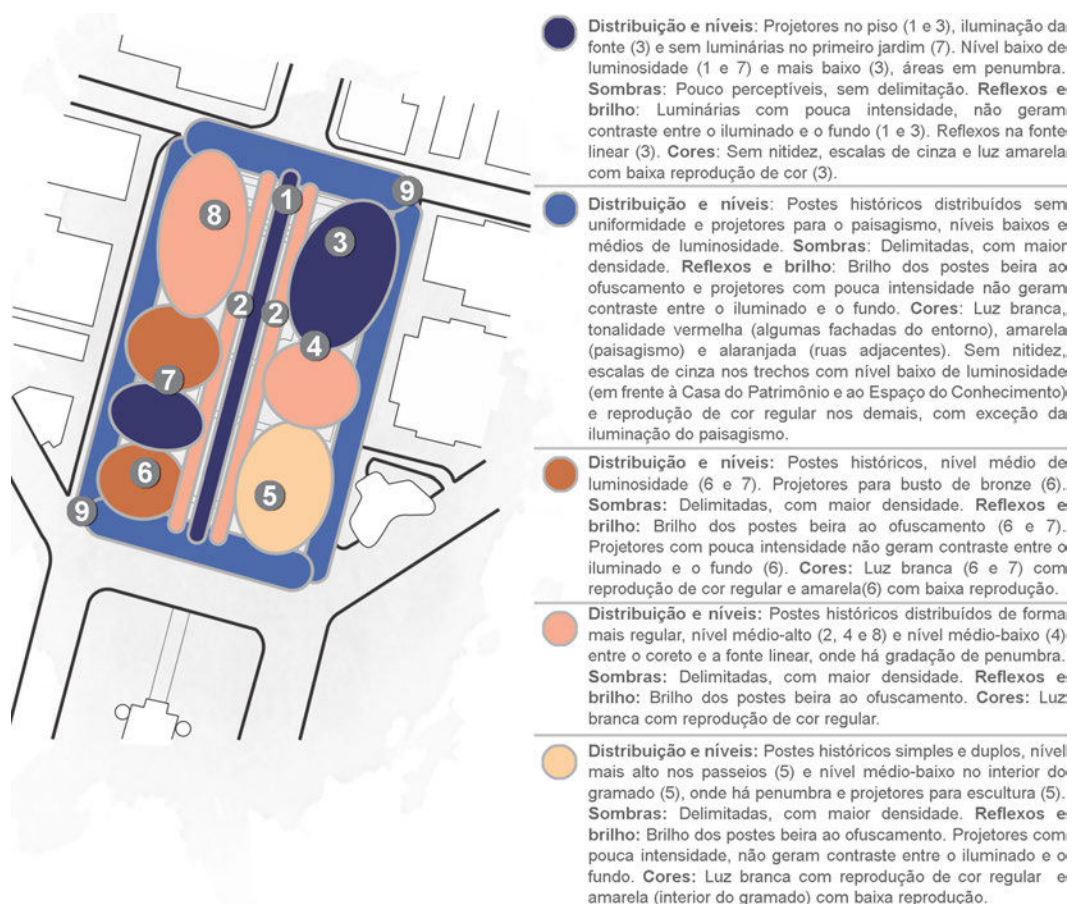 1
9
8
3
2
2
4
7
6
5
9
Distribuição e níveis: Projetores no piso (1 e 3), iluminação da
fonte (3) e sem luminárias no primeiro jardim (7). Nível baixo de
luminosidade (1 e 7) e mais baixo (3), áreas em penumbra.
Sombras: Pouco perceptíveis, sem delimitação. Reflexos e
brilho: Luminárias com pouca intensidade, não geram
contraste entre o iluminado e o fundo (1 e 3). Reflexos na fonte
linear (3). Cores: Sem nitidez, escalas de cinza e luz amarela
com baixa reprodução de cor (3).
Distribuição e níveis: Postes históricos distribuídos sem
uniformidade e projetores para o paisagismo, níveis baixos e
médios de luminosidade. Sombras: Delimitadas, com maior
densidade. Reflexos e brilho: Brilho dos postes beira ao
ofuscamento e projetores com pouca intensidade não geram
contraste entre o iluminado e o fundo. Cores: Luz branca,
tonalidade vermelha (algumas fachadas do entorno), amarela
(paisagismo) e alaranjada (ruas adjacentes). Sem nitidez,
escalas de cinza nos trechos com nível baixo de luminosidade
(em frente à Casa do Patrimônio e ao Espaço do Conhecimento)
e reprodução de cor regular nos demais, com exceção da
iluminação do paisagismo.
Distribuição e níveis: Postes históricos, nível médio de
luminosidade (6 e 7). Projetores para busto de bronze (6).
Sombras: Delimitadas, com maior densidade. Reflexos e
brilho: Brilho dos postes beira ao ofuscamento (6 e 7).
Projetores com pouca intensidade não geram contraste entre o
iluminado e o fundo (6). Cores: Luz branca (6 e 7) com
reprodução de cor regular e amarela(6) com baixa reprodução.
Distribuição e níveis: Postes históricos distribuídos de forma
mais regular, nível médio-alto (2, 4 e 8) e nível médio-baixo (4)
entre o coreto e a fonte linear, onde há gradação de penumbra.
Sombras: Delimitadas, com maior densidade. Reflexos e
brilho: Brilho dos postes beira ao ofuscamento. Cores: Luz
branca com reprodução de cor regular.
Distribuição e níveis: Postes históricos simples e duplos, nível
mais alto nos passeios (5) e nível médio-baixo no interior do
gramado (5), onde há penumbra e projetores para escultura (5).
Sombras: Delimitadas, com maior densidade. Reflexos e
brilho: Brilho dos postes beira ao ofuscamento. Projetores com
pouca intensidade, não geram contraste entre o iluminado e o
fundo. Cores: Luz branca com reprodução de cor regular e
amarela (interior do gramado) com baixa reprodução.